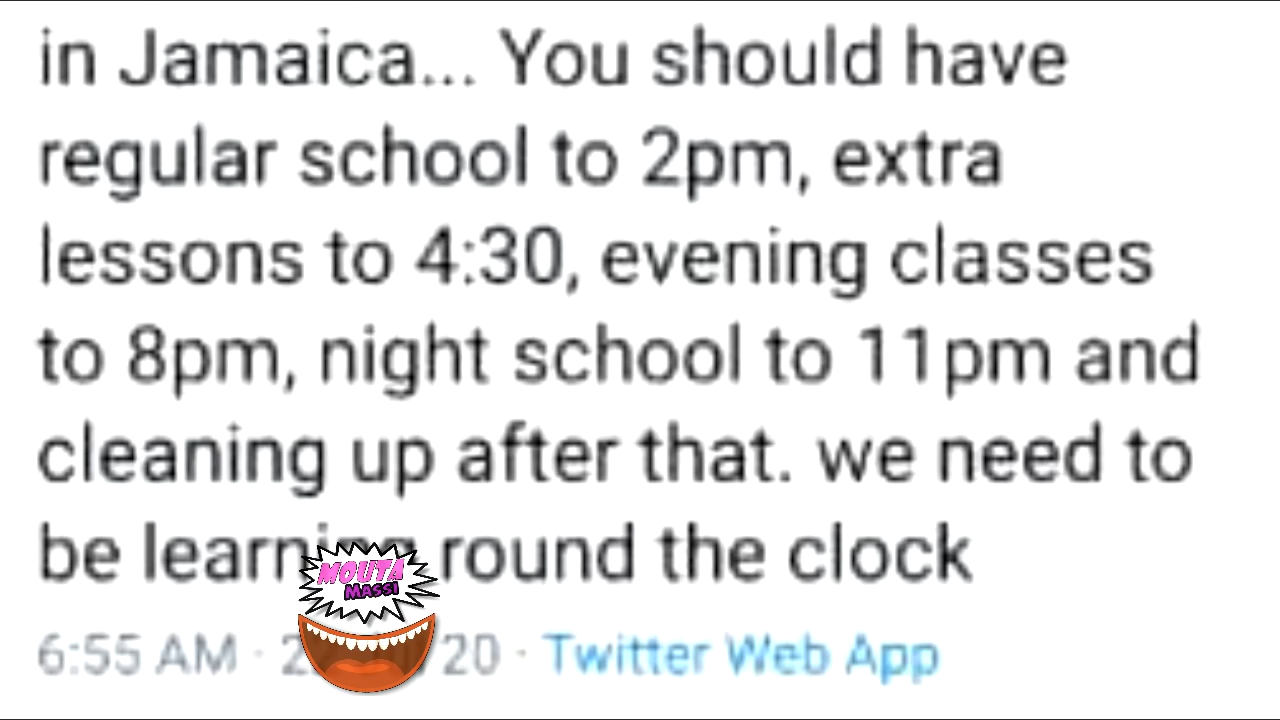 in Jamaica... You should have
regular school to 2pm, extra
lessons to 4:30, evening classes
to 8pm, night school to 11pm and
cleaning up after that. we need to
be learning round the clock
MOUTA
MASSI
6:55 AM · 20 · Twitter Web App